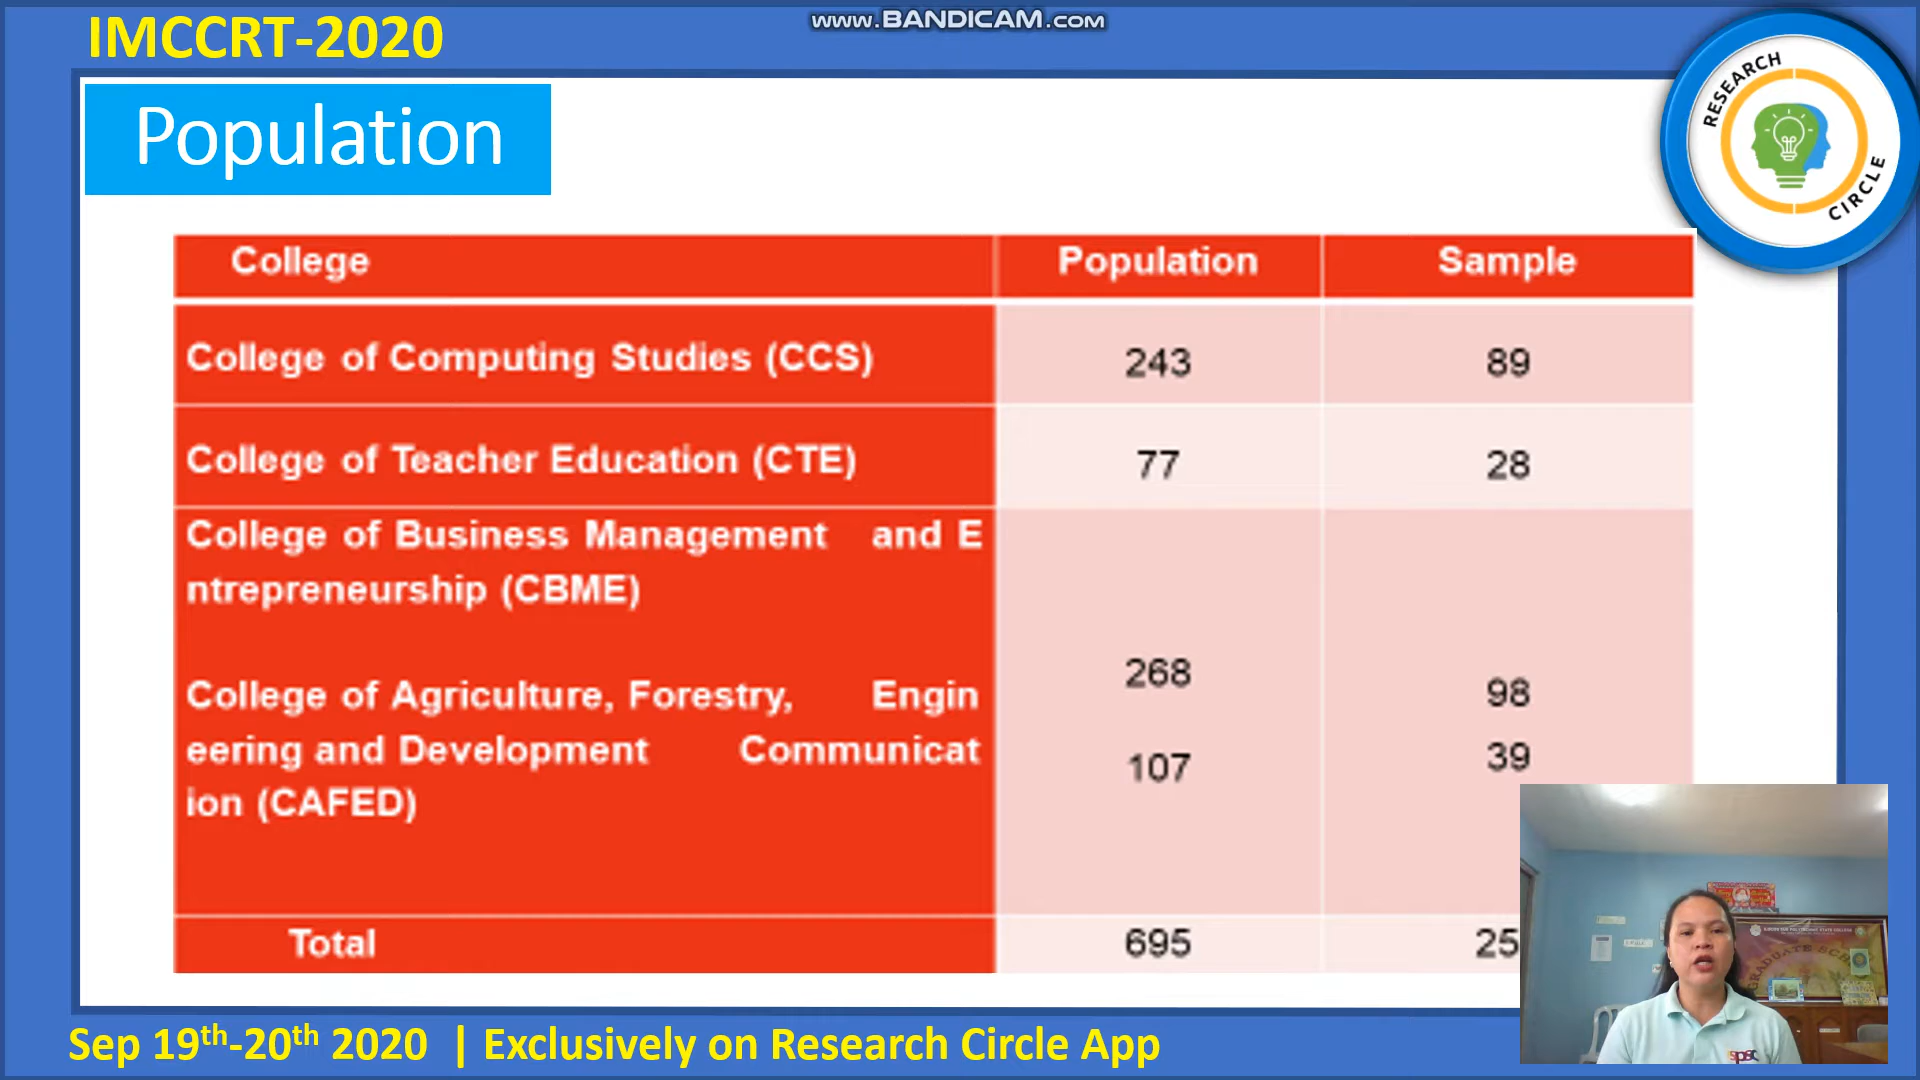 IMCCRT-2020
www.BANDICAM.com
RESEARCH
CIRCLE
Population
College Population Sample
College of Computing Studies (CCS) 243 89
College of Teacher Education (CTE) 77 28
College of Business Management and E
ntrepreneurship (CBME)
268 98
College of Agriculture, Forestry, Engin
eering and Development Communicat
ion (CAFED)
107 39
Total 695 25
GRADUATE
spsc
Sep 19th-20th 2020 | Exclusively on Research Circle App